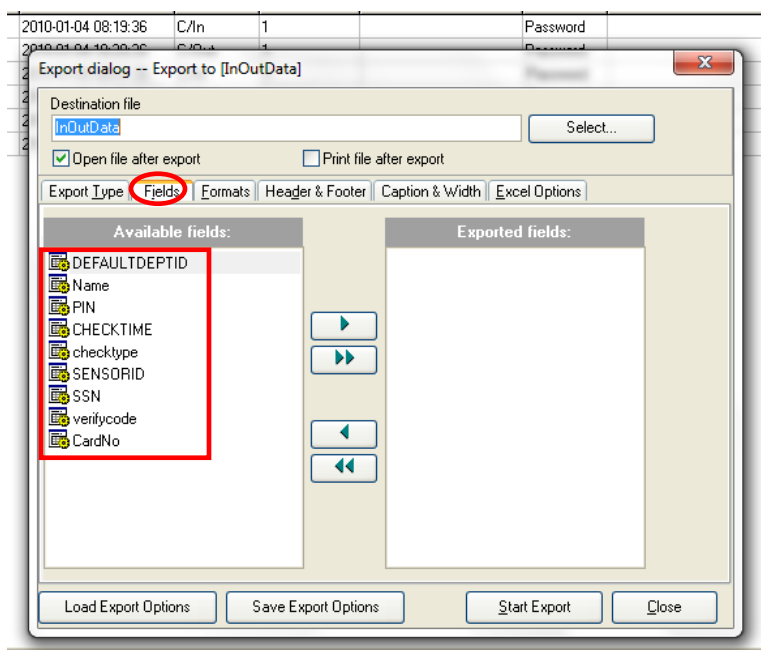 2010-01-04 08:19:36 C/In 1 Password
Export dialog -- Export to [InOutData]
Destination file
InOutData
Select...
Open file after export Print file after export
Export Type Fields Formats Header & Footer Caption & Width Excel Options
Available fields: Exported fields:
DEFAULTDEPTID
Name
PIN
CHECKTIME
checktype
SENSORID
SSN
verifycode
CardNo
Load Export Options Save Export Options Start Export Close